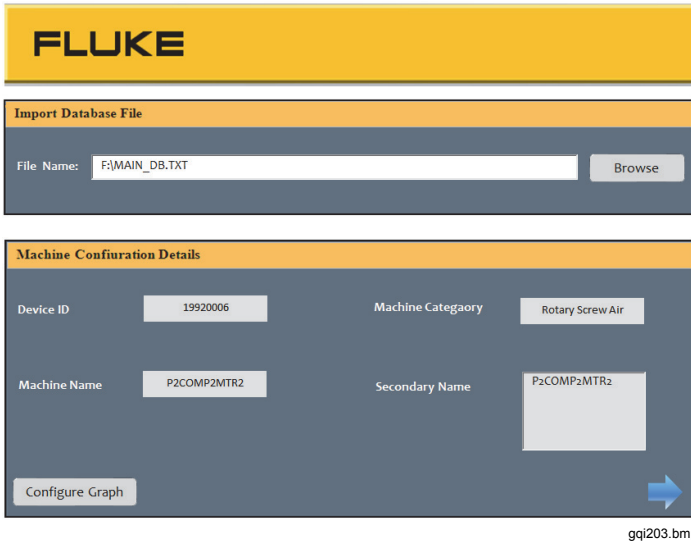 FLUKE
Import Database File
File Name: F:\MAIN_DB.TXT Browse
Machine Confiuration Details
Device ID 19920006 Machine Categaory Rotary Screw Air
Machine Name P2COMP2MTR2 Secondary Name P2COMP2MTR2
Configure Graph
gqi203.bm